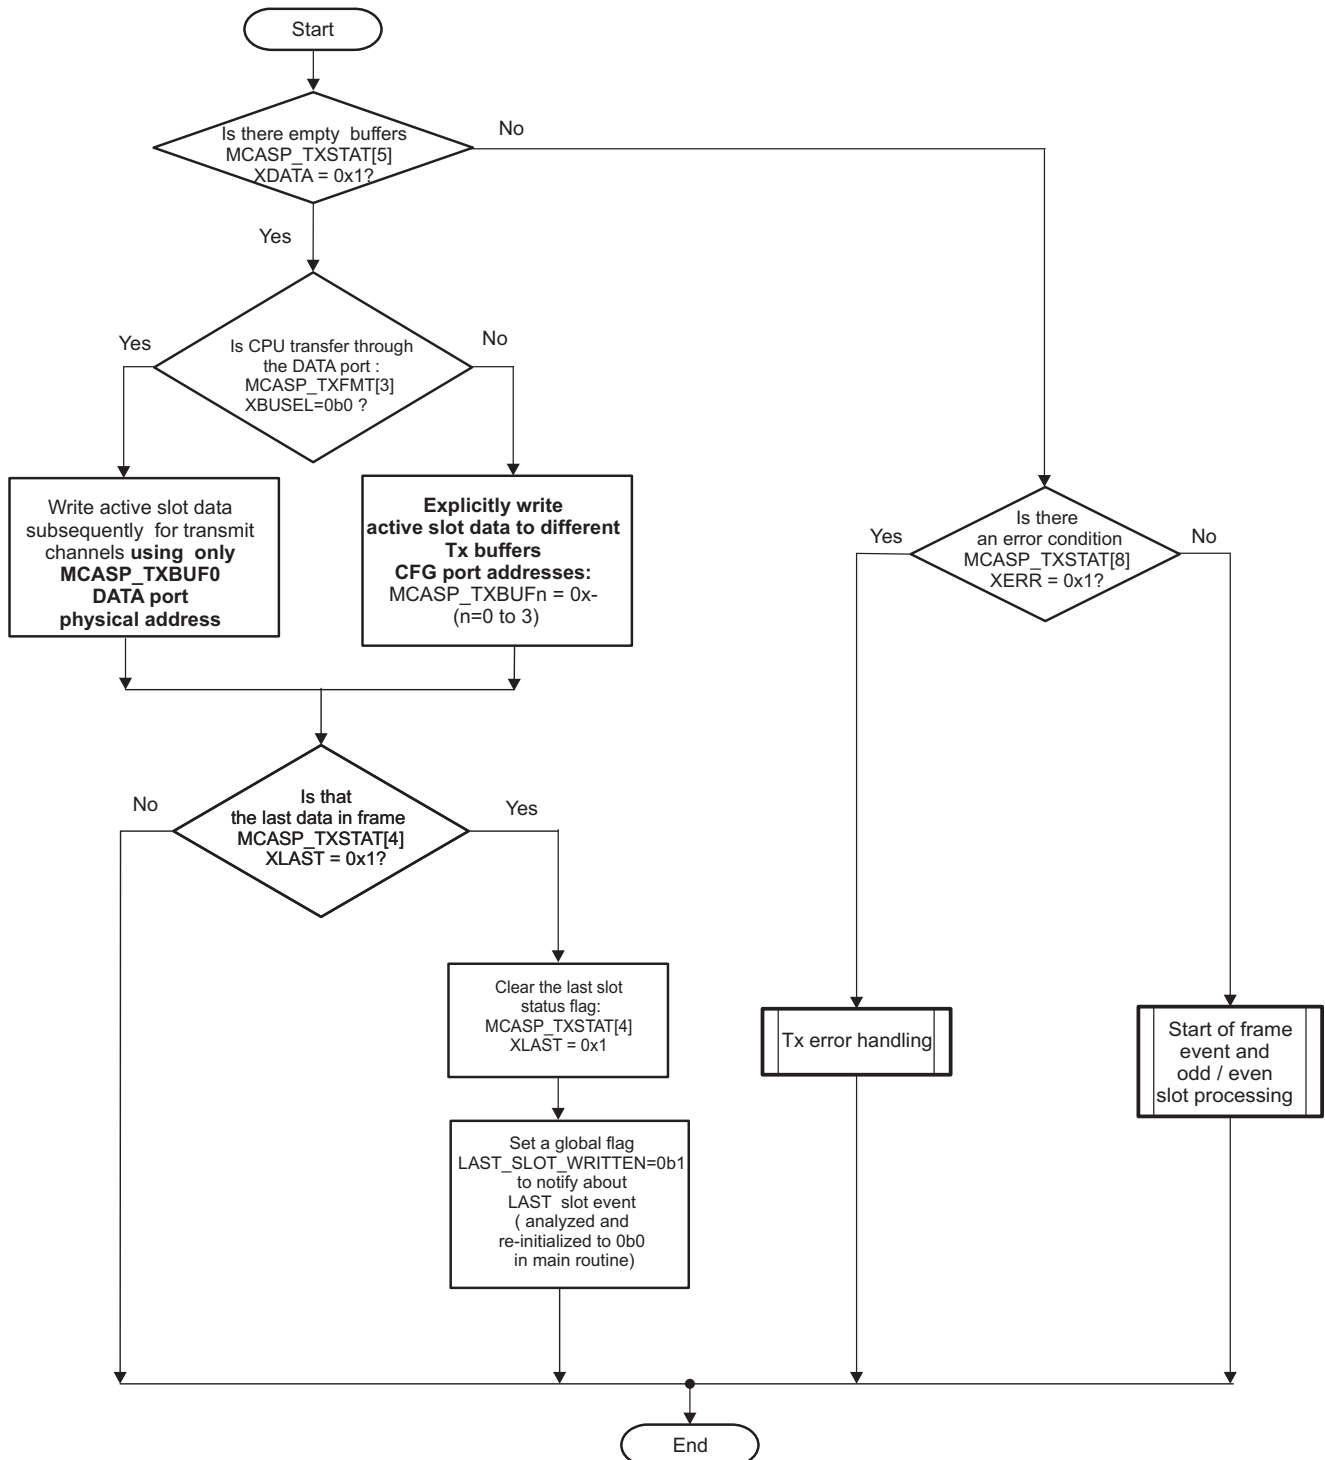 Start
Is there empty buffers
MCASP_TXSTAT[5]
XDATA = 0x1?
No
Yes
Is CPU transfer through
the DATA port :
MCASP_TXFMT[3]
XBUSEL=0b0 ?
Yes
No
Write active slot data
subsequently for transmit
channels using only
MCASP_TXBUF0
DATA port
physical address
Explicitly write
active slot data to different
Tx buffers
CFG port addresses:
MCASP_TXBUFn = 0x-
(n=0 to 3)
Is there
an error condition
MCASP_TXSTAT[8]
XERR = 0x1?
Yes
No
Is that
the last data in frame
MCASP_TXSTAT[4]
XLAST = 0x1?
No
Yes
Clear the last slot
status flag:
MCASP_TXSTAT[4]
XLAST = 0x1
Tx error handling
Start of frame
event and
odd / even
slot processing
Set a global flag
LAST_SLOT_WRITTEN=0b1
to notify about
LAST slot event
( analyzed and
re-initialized to 0b0
in main routine)
End